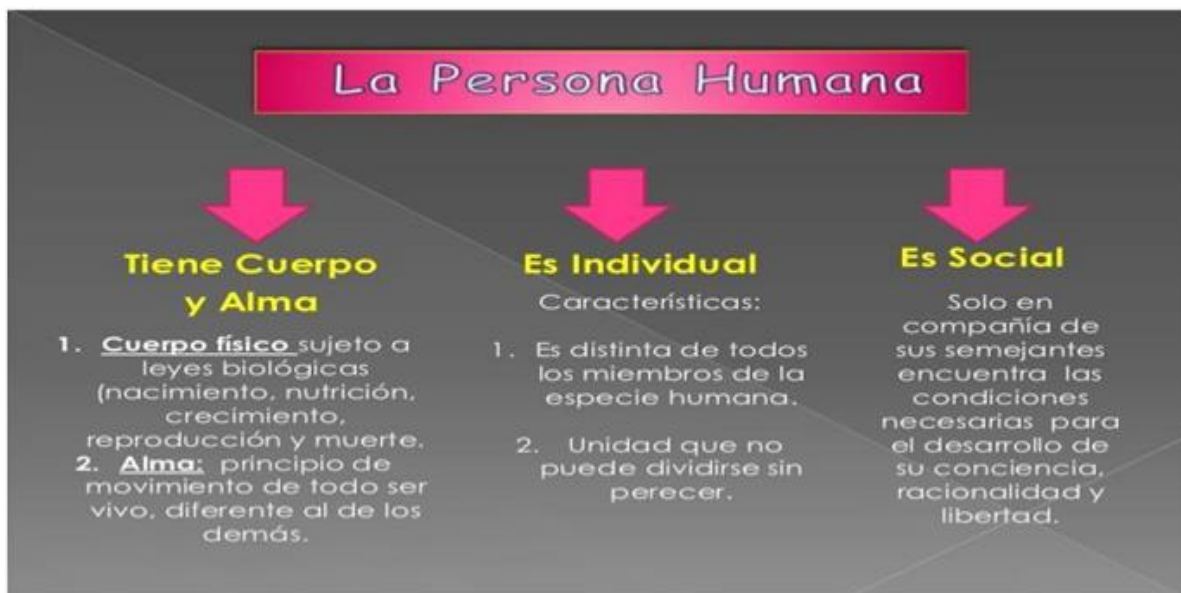 La Persona Humana
Tiene Cuerpo
y Alma
1. Cuerpo físico sujeto a
leyes biológicas
(nacimiento, nutrición,
crecimiento,
reproducción y muerte.
2. Alma: principio de
movimiento de todo ser
vivo, diferente al de los
demás.
Es Individual
Características:
1. Es distinta de todos
los miembros de la
especie humana.
2. Unidad que no
puede dividirse sin
perecer.
Es Social
Solo en
compañía de
sus semejantes
encuentra las
condiciones
necesarias para
el desarrollo de
su conciencia,
racionalidad y
libertad.